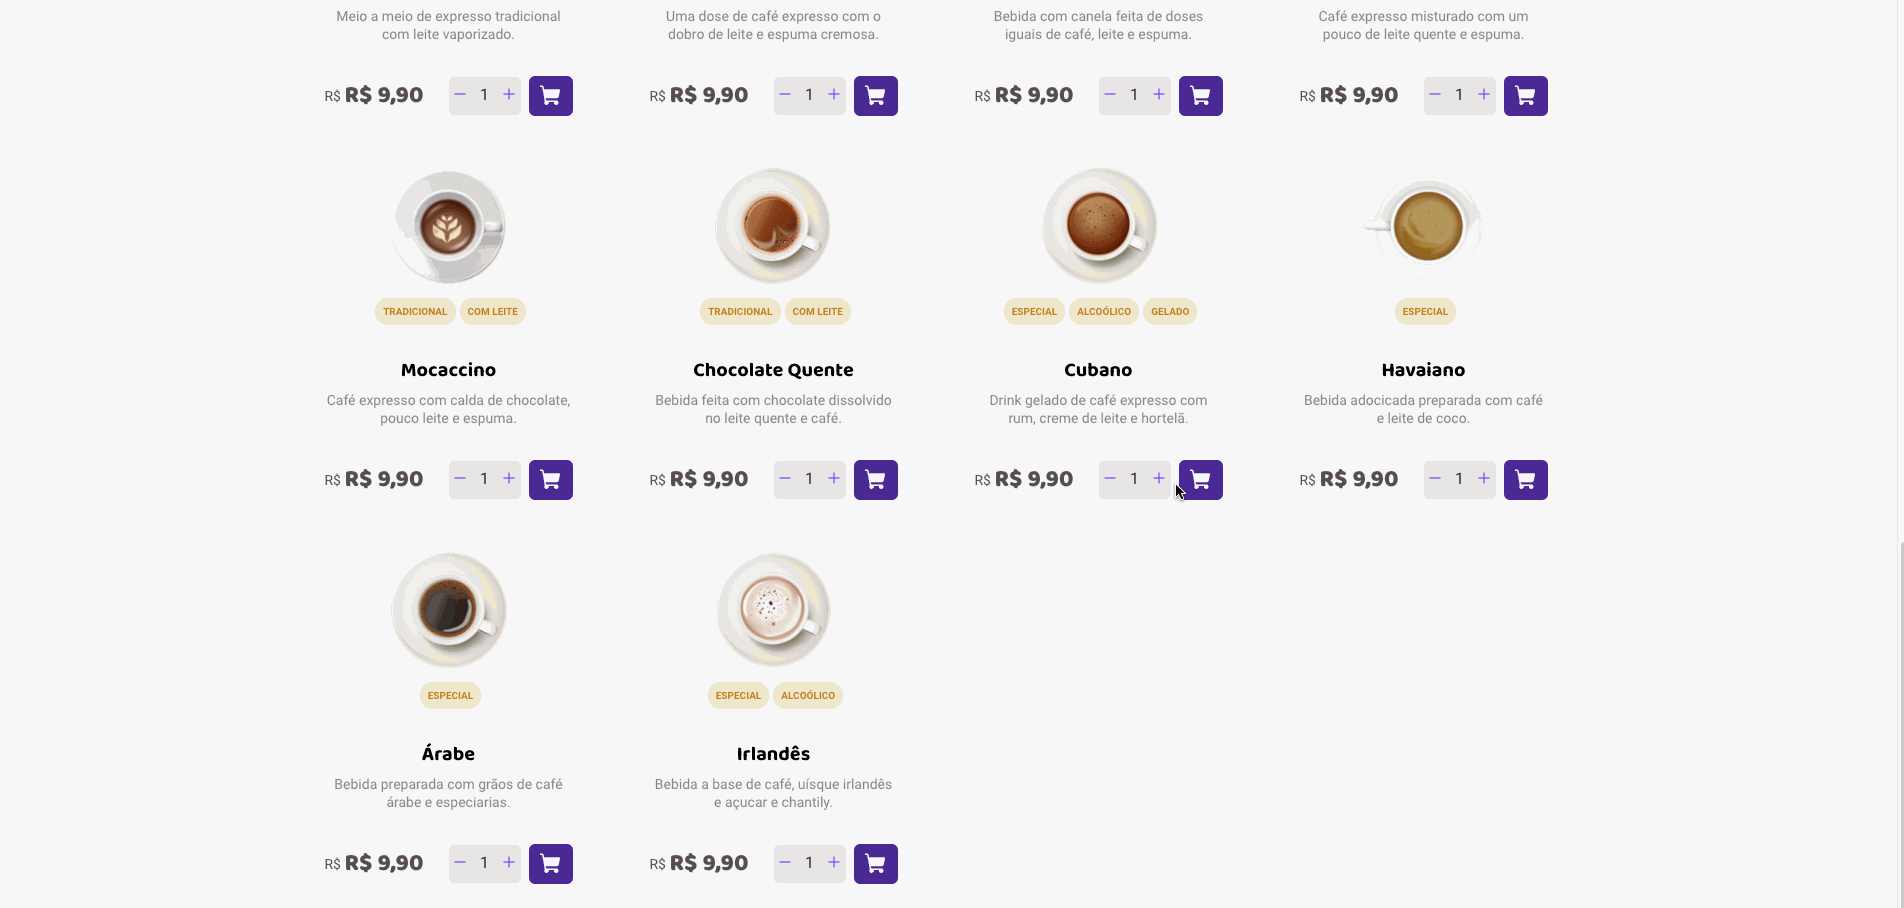 Meio a meio de expresso tradicional
com leite vaporizado.
Uma dose de café expresso com o
dobro de leite e espuma cremosa.
Bebida com canela feita de doses
iguais de café, leite e espuma.
Café expresso misturado com um
pouco de leite quente e espuma.
R$ R$ 9,90 − 1 +
R$ R$ 9,90 − 1 +
R$ R$ 9,90 − 1 +
R$ R$ 9,90 − 1 +
TRADICIONAL COM LEITE
Mocaccino
Café expresso com calda de chocolate,
pouco leite e espuma.
R$ R$ 9,90 − 1 +
TRADICIONAL COM LEITE
Chocolate Quente
Bebida feita com chocolate dissolvido
no leite quente e café.
R$ R$ 9,90 − 1 +
ESPECIAL ALCOÓLICO GELADO
Cubano
Drink gelado de café expresso com
rum, creme de leite e hortelã.
R$ R$ 9,90 − 1 +
ESPECIAL
Havaiano
Bebida adocicada preparada com café
e leite de coco.
R$ R$ 9,90 − 1 +
ESPECIAL
Árabe
Bebida preparada com grãos de café
árabe e especiarias.
R$ R$ 9,90 − 1 +
ESPECIAL ALCOÓLICO
Irlandês
Bebida a base de café, uísque irlandês
e açucar e chantily.
R$ R$ 9,90 − 1 +